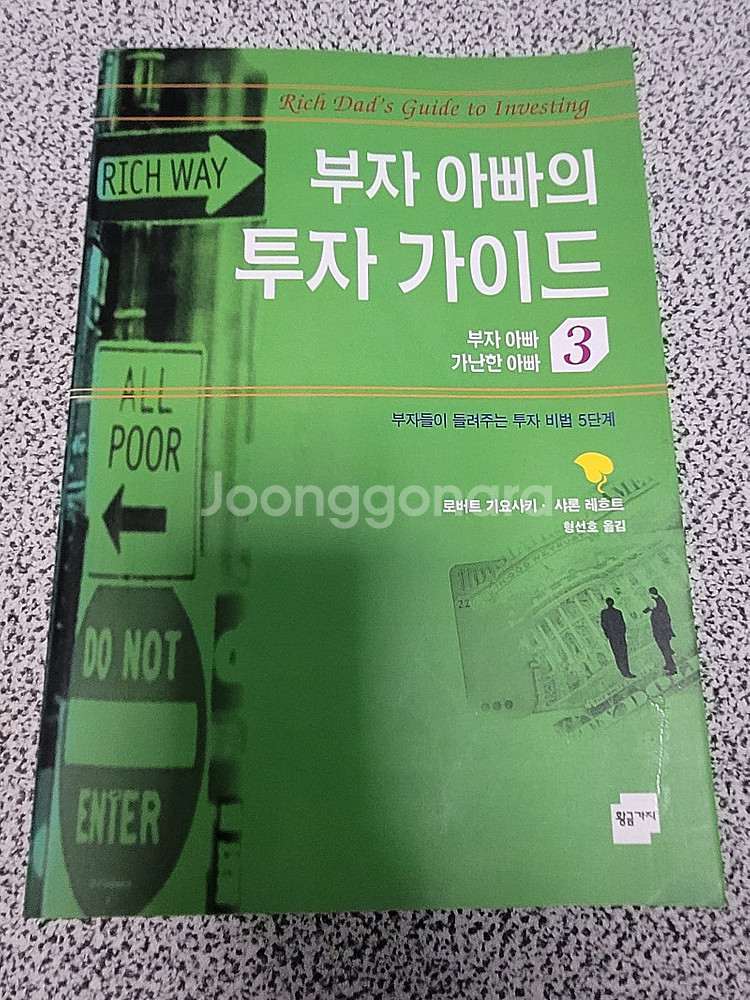 Rich Dad's Guide to Investing
RICH WAY
부자 아빠의
투자 가이드
부자 아빠
가난한 아빠
3
ALL
POOR
부자들이 들려주는 투자 비법 5단계
Joonggonara
로버트 기요사키 · 샤론 레흐트
형선호 옮김
22
DO NOT
ENTER
황금가지